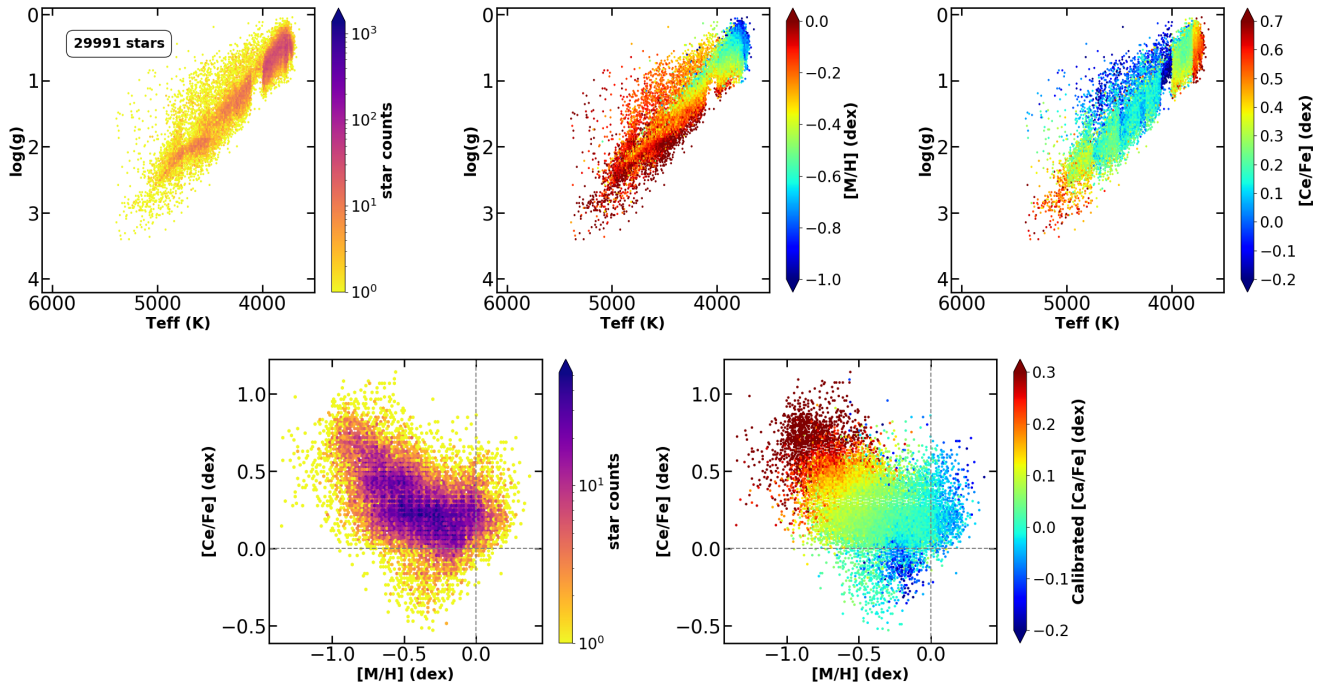 29991 stars
0
1
2
3
4
log(g)
6000 5000 4000
Teff (K)
10³
10²
10¹
10⁰
star counts
0
1
2
3
4
log(g)
6000 5000 4000
Teff (K)
0.0
−0.2
−0.4
−0.6
−0.8
−1.0
[M/H] (dex)
0
1
2
3
4
log(g)
6000 5000 4000
Teff (K)
0.7
0.6
0.5
0.4
0.3
0.2
0.1
0.0
−0.1
−0.2
[Ce/Fe] (dex)
1.0
0.5
0.0
−0.5
[Ce/Fe] (dex)
−1.0 −0.5 0.0
[M/H] (dex)
10¹
10⁰
star counts
1.0
0.5
0.0
−0.5
[Ce/Fe] (dex)
−1.0 −0.5 0.0
[M/H] (dex)
0.3
0.2
0.1
0.0
−0.1
−0.2
Calibrated [Ca/Fe] (dex)